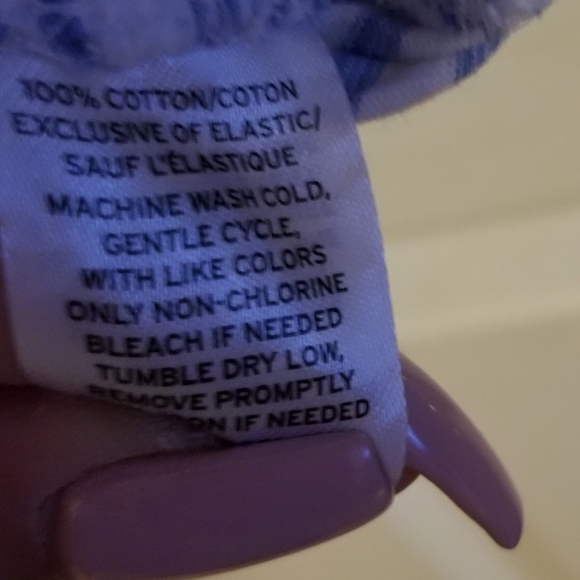 100% COTTON/COTON
EXCLUSIVE OF ELASTIC/
SAUF L'ÉLASTIQUE
MACHINE WASH COLD,
GENTLE CYCLE,
WITH LIKE COLORS
ONLY NON-CHLORINE
BLEACH IF NEEDED
TUMBLE DRY LOW,
REMOVE PROMPTLY
IF NEEDED